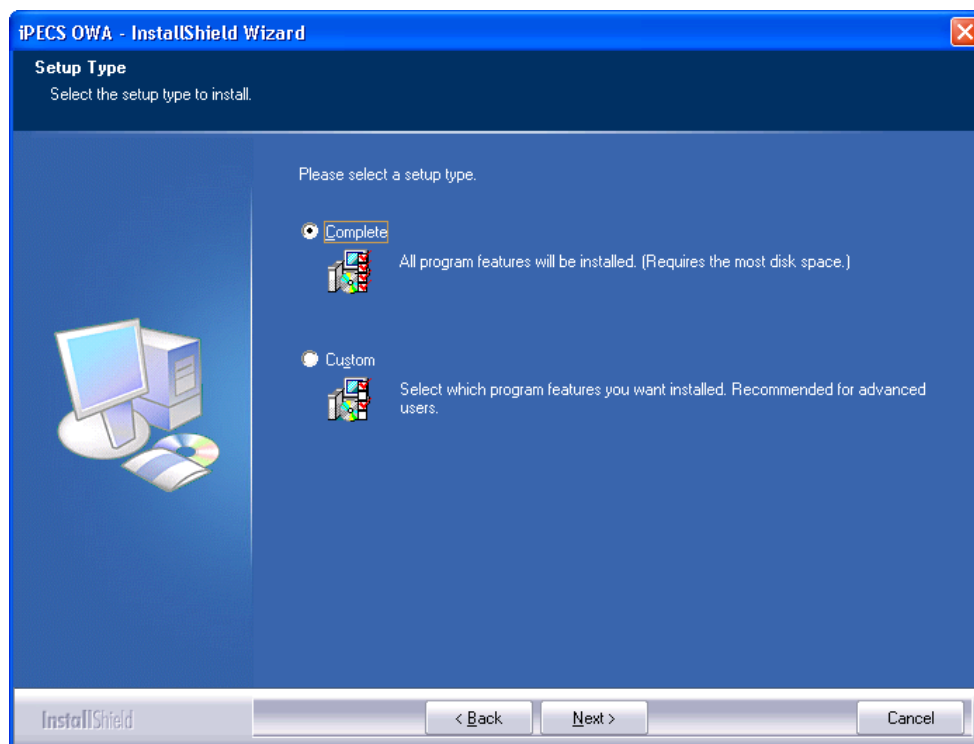 iPECS OWA - InstallShield Wizard
Setup Type
Select the setup type to install.
Please select a setup type.
Complete
All program features will be installed. (Requires the most disk space.)
Custom
Select which program features you want installed. Recommended for advanced
users.
InstallShield
< Back
Next >
Cancel